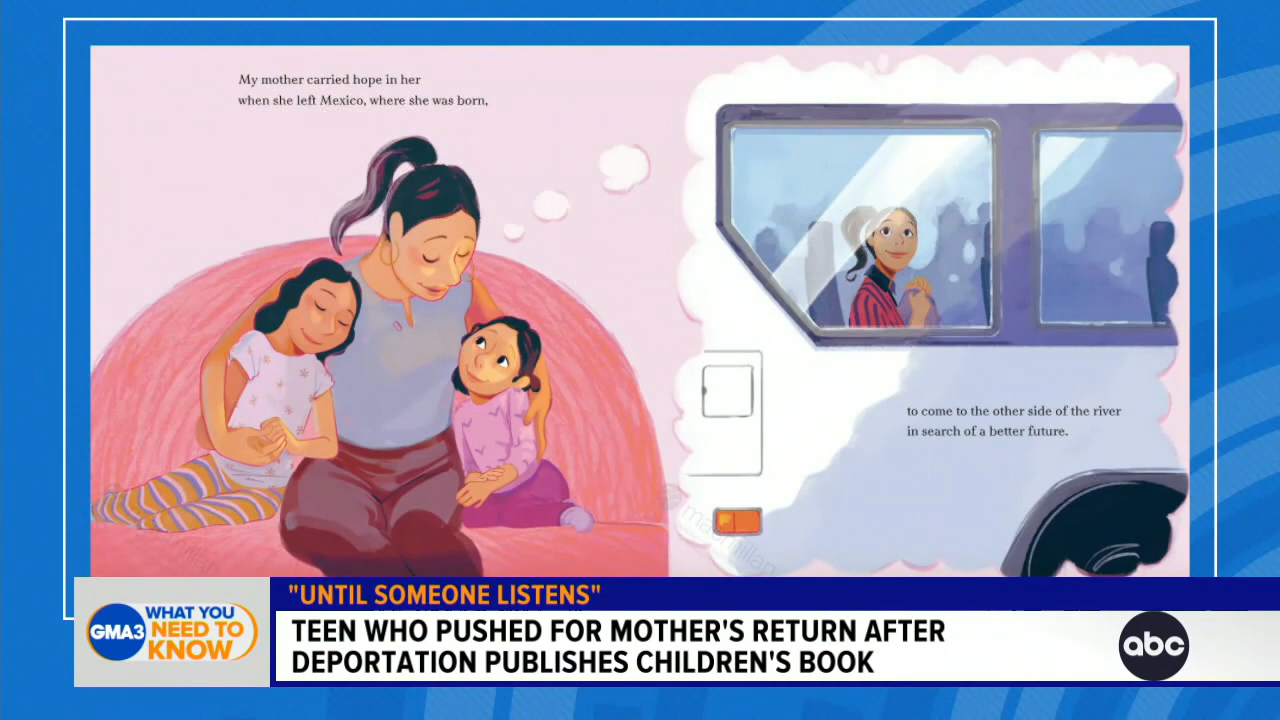 My mother carried hope in her
when she left Mexico, where she was born,
to come to the other side of the river
in search of a better future.
macmillan
"UNTIL SOMEONE LISTENS"
GMA3
WHAT YOU
NEED TO
KNOW
TEEN WHO PUSHED FOR MOTHER'S RETURN AFTER
DEPORTATION PUBLISHES CHILDREN'S BOOK
abc